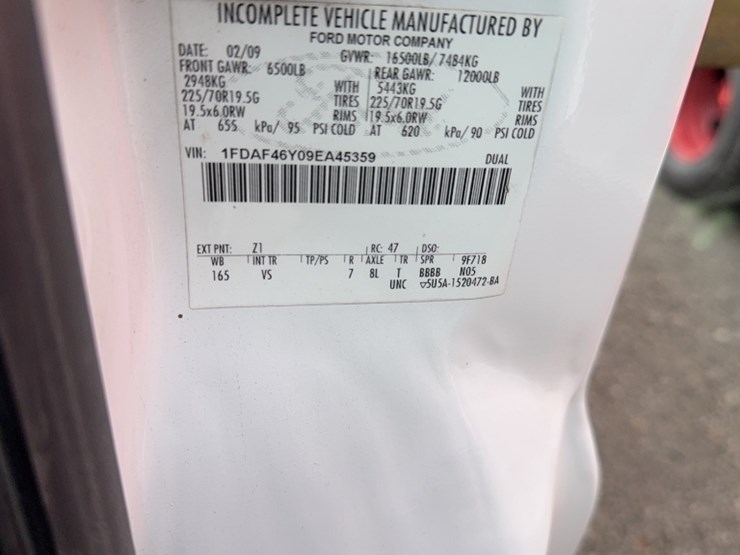 INCOMPLETE VEHICLE MANUFACTURED BY
FORD MOTOR COMPANY
DATE: 02/09 GVWR: 16500LB/ 7484KG
FRONT GAWR: 6500LB REAR GAWR: 12000LB
2948KG WITH 5443KG WITH
225/70R19.5G TIRES 225/70R19.5G TIRES
19.5x6.0RW RIMS 19.5x6.0RW RIMS
AT 655 kPa/ 95 PSI COLD AT 620 kPa/ 90 PSI COLD
VIN: 1FDAF46Y09EA45359 DUAL
EXT PNT: Z1 RC: 47 DSO:
WB INT TR TP/PS R AXLE TR SPR 9F718
165 VS 7 8L T BBBB N05
UNC ▽5U5A-1520472-BA